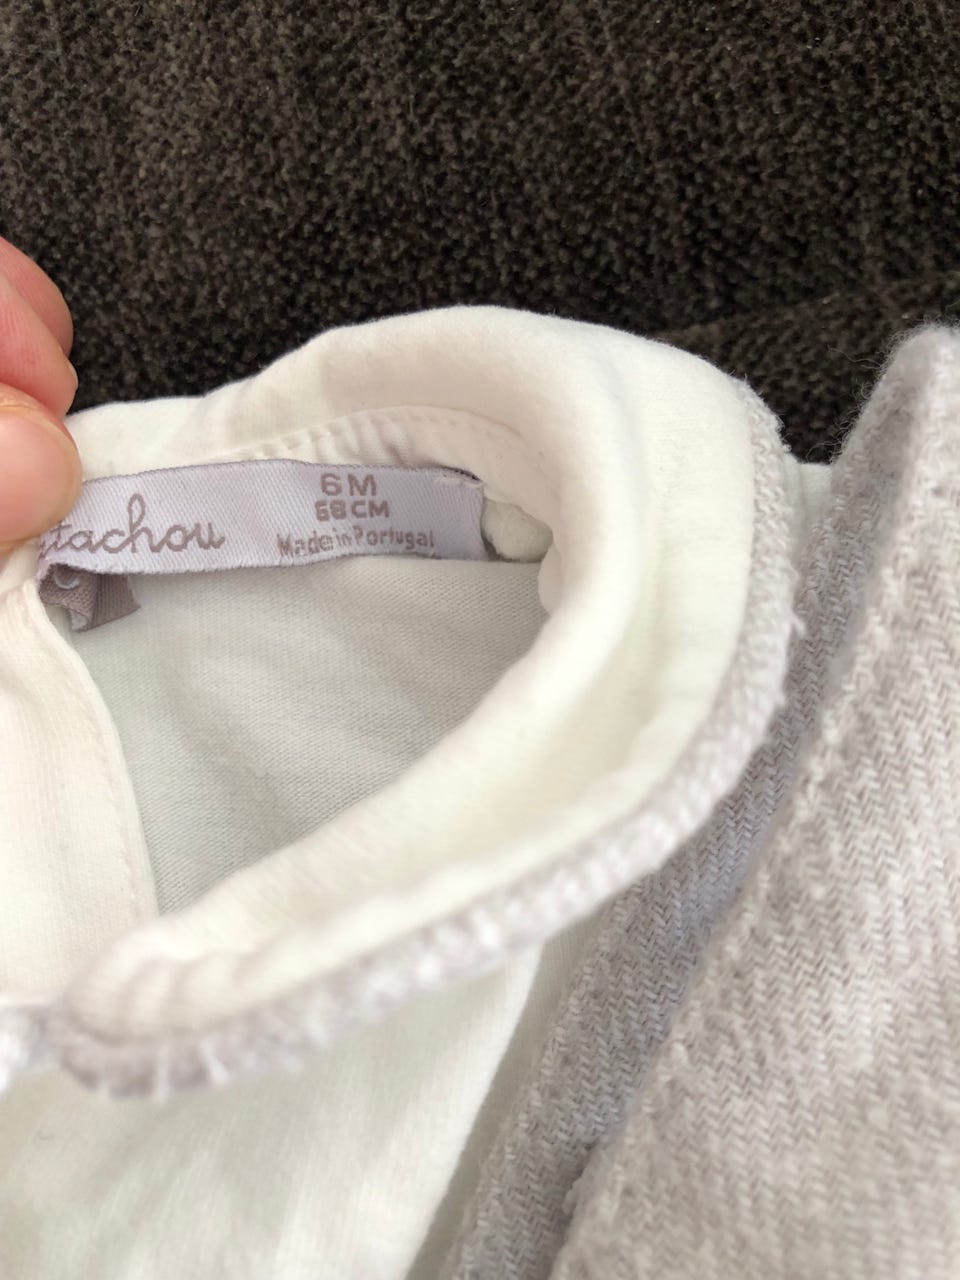 tachou
6M
68CM
Made in Portugal